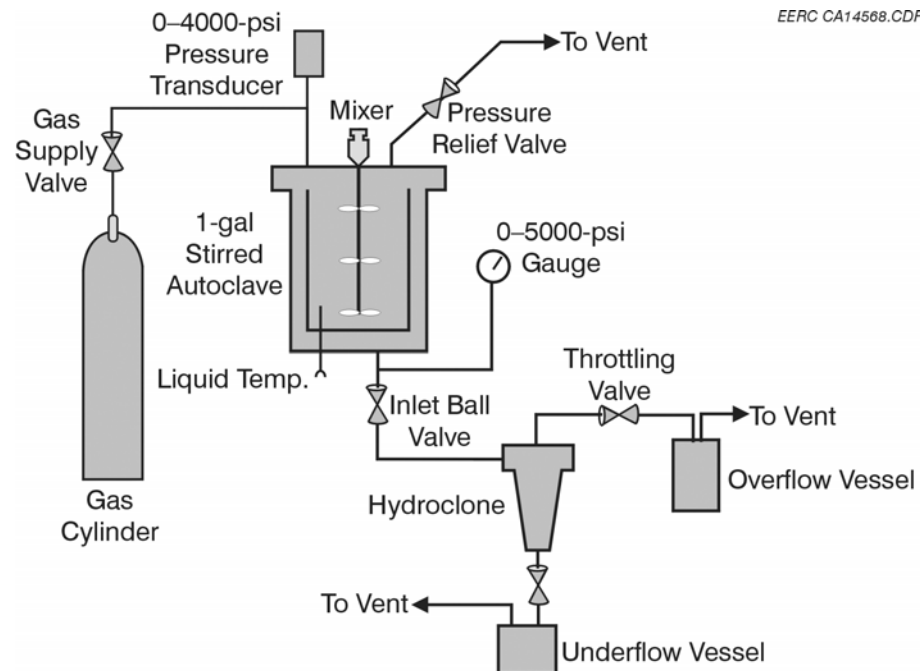 EERC CA14568.CDR
0–4000-psi
Pressure
Transducer
To Vent
Mixer
Pressure
Relief Valve
Gas
Supply
Valve
1-gal
Stirred
Autoclave
0–5000-psi
Gauge
Liquid Temp.
Throttling
Valve
Inlet Ball
Valve
To Vent
Hydroclone
Overflow Vessel
Gas
Cylinder
To Vent
Underflow Vessel